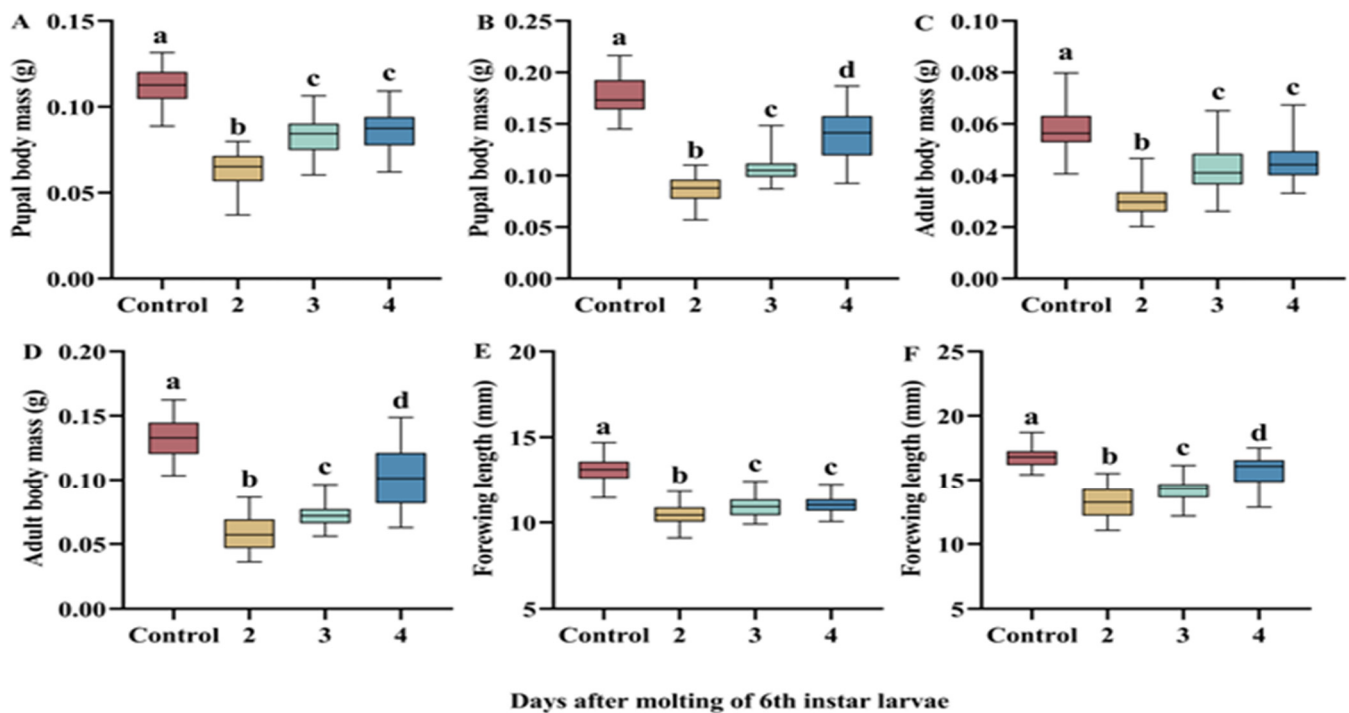 A
Pupal body mass (g)
0.15
0.10
0.05
0.00
a
b
c
c
Control 2 3 4
B
Pupal body mass (g)
0.25
0.20
0.15
0.10
0.05
0.00
a
b
c
d
Control 2 3 4
C
Adult body mass (g)
0.10
0.08
0.06
0.04
0.02
0.00
a
b
c
c
Control 2 3 4
D
Adult body mass (g)
0.20
0.15
0.10
0.05
0.00
a
b
c
d
Control 2 3 4
E
Forewing length (mm)
20
15
10
5
a
b
c
c
Control 2 3 4
F
Forewing length (mm)
25
20
15
10
5
a
b
c
d
Control 2 3 4
Days after molting of 6th instar larvae